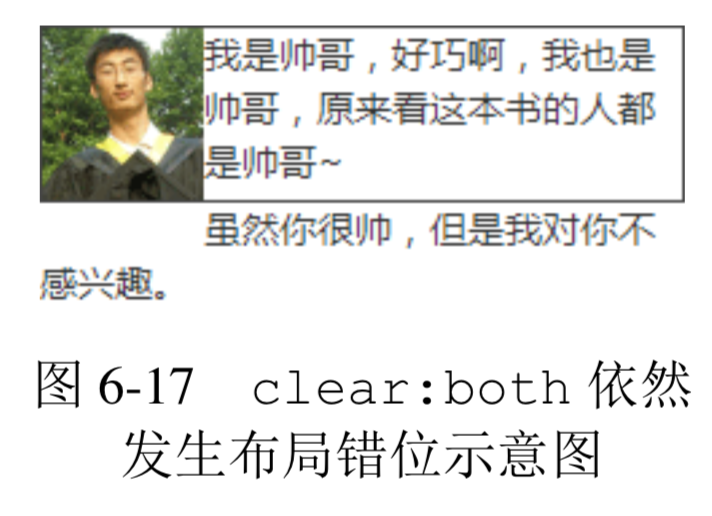 我是帅哥，好巧啊，我也是
帅哥，原来看这本书的人都
是帅哥~
虽然你很帅，但是我对你不
感兴趣。
图 6-17 clear:both 依然
发生布局错位示意图